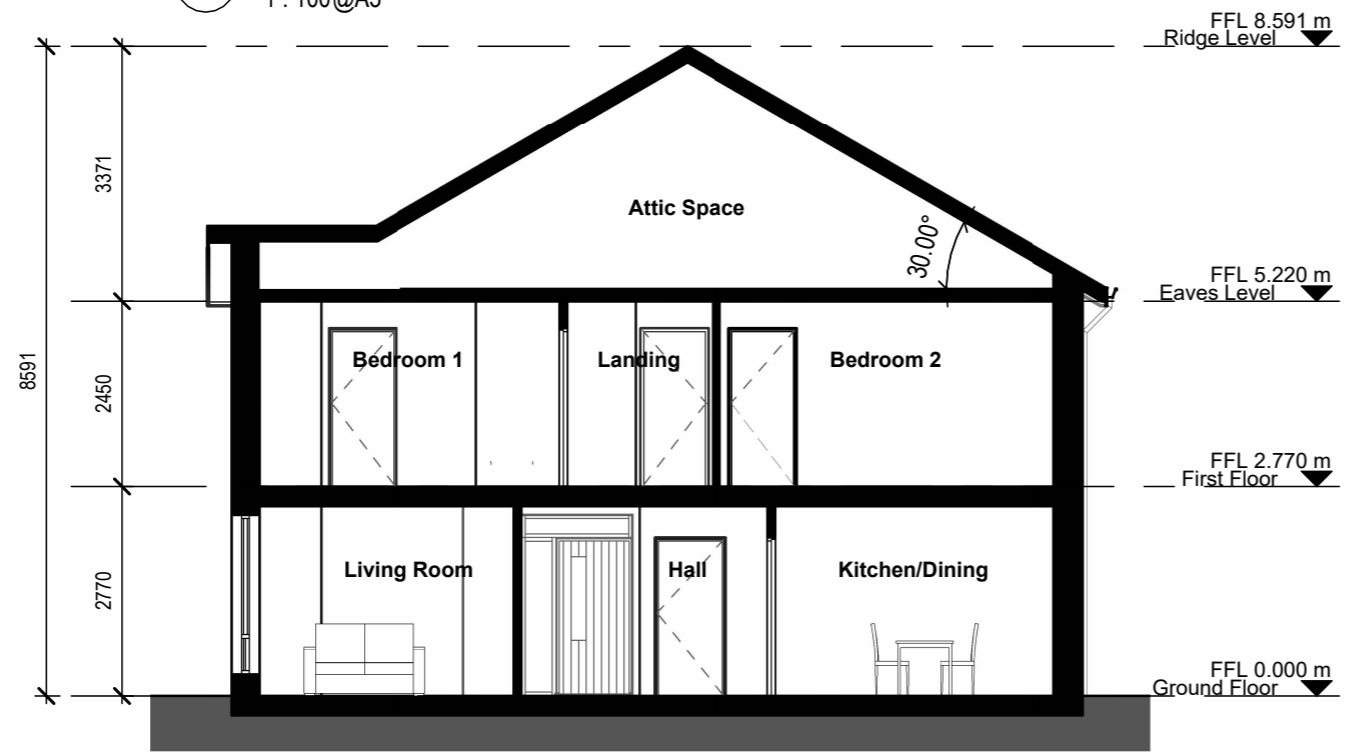 1 : 100@A3
FFL 8.591 m
Ridge Level
3371
Attic Space
30.00°
FFL 5.220 m
Eaves Level
8591
2450
Bedroom 1
Landing
Bedroom 2
FFL 2.770 m
First Floor
2770
Living Room
Hall
Kitchen/Dining
FFL 0.000 m
Ground Floor